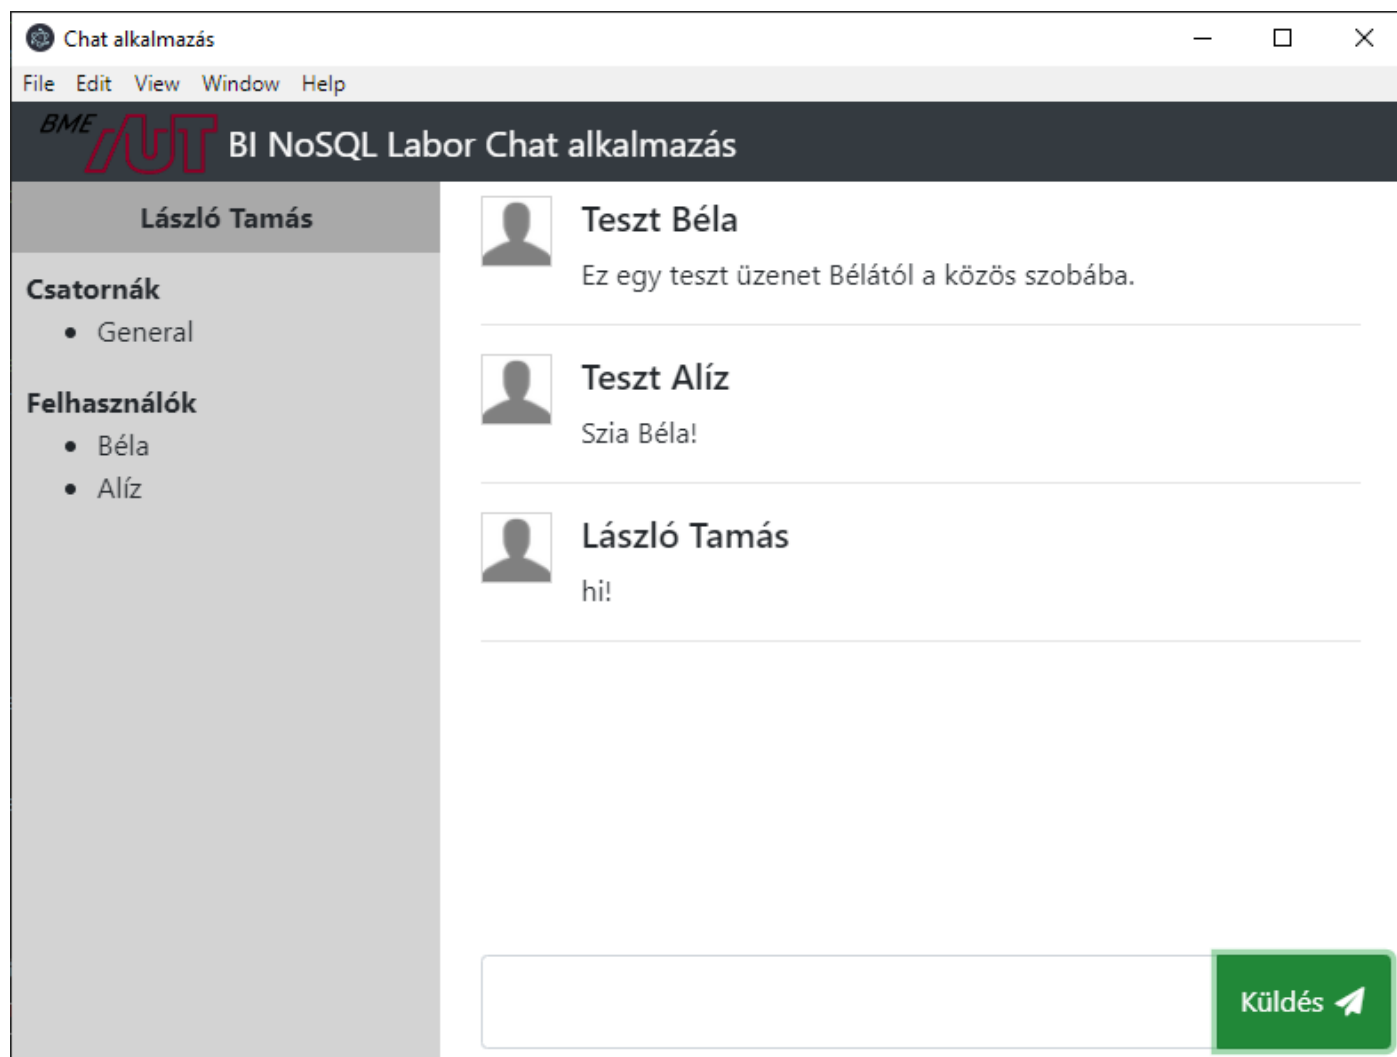 Chat alkalmazás
File Edit View Window Help
BME AUT BI NoSQL Labor Chat alkalmazás
László Tamás
Csatornák
General
Felhasználók
Béla
Alíz
Teszt Béla
Ez egy teszt üzenet Bélától a közös szobába.
Teszt Alíz
Szia Béla!
László Tamás
hi!
Küldés